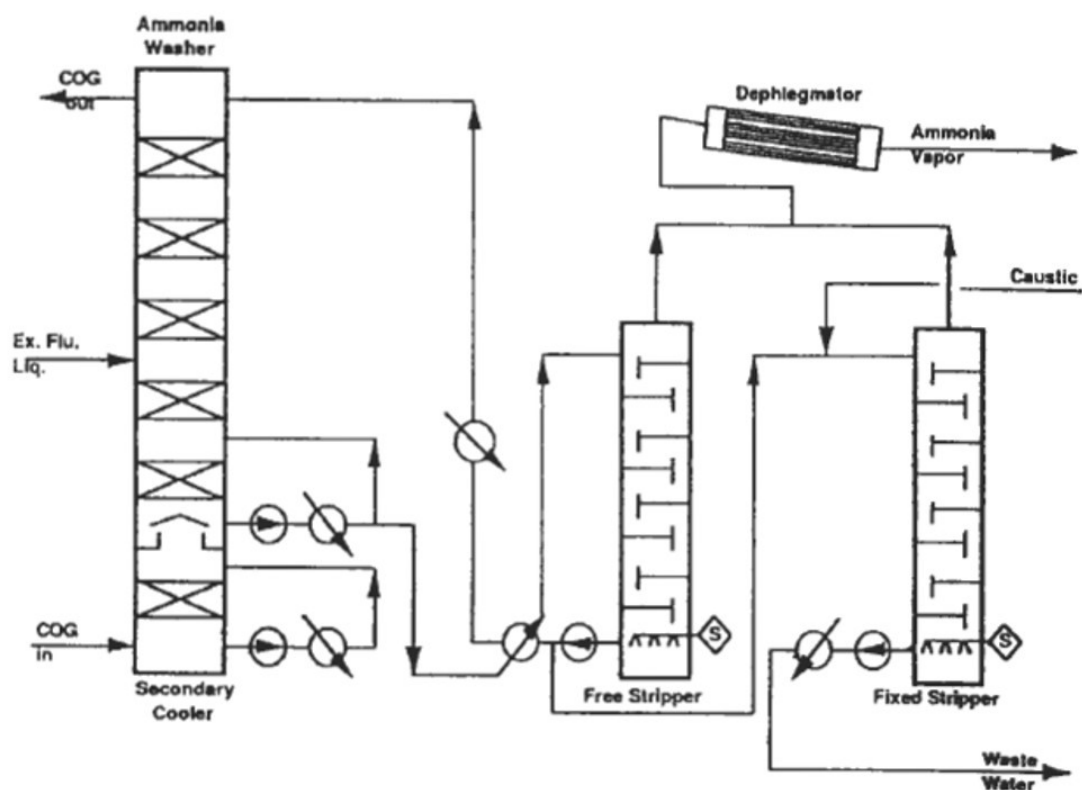 Ammonia
Washer
COG
out
Dephlegmator
Ammonia
Vapor
Caustic
Ex. Flu.
Liq.
COG
in
S
S
Secondary
Cooler
Free Stripper
Fixed Stripper
Waste
Water